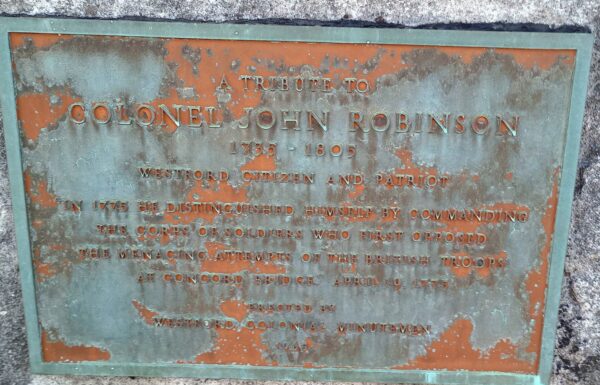 A TRIBUTE TO
COLONEL JOHN ROBINSON
1735 - 1805
WESTFORD CITIZEN AND PATRIOT
IN 1775 HE DISTINGUISHED HIMSELF BY COMMANDING
THE CORPS OF SOLDIERS WHO FIRST OPPOSED
THE MENACING ATTEMPTS OF THE BRITISH TROOPS
AT CONCORD BRIDGE, APRIL 19, 1775
ERECTED BY
WESTFORD COLONIAL MINUTEMEN